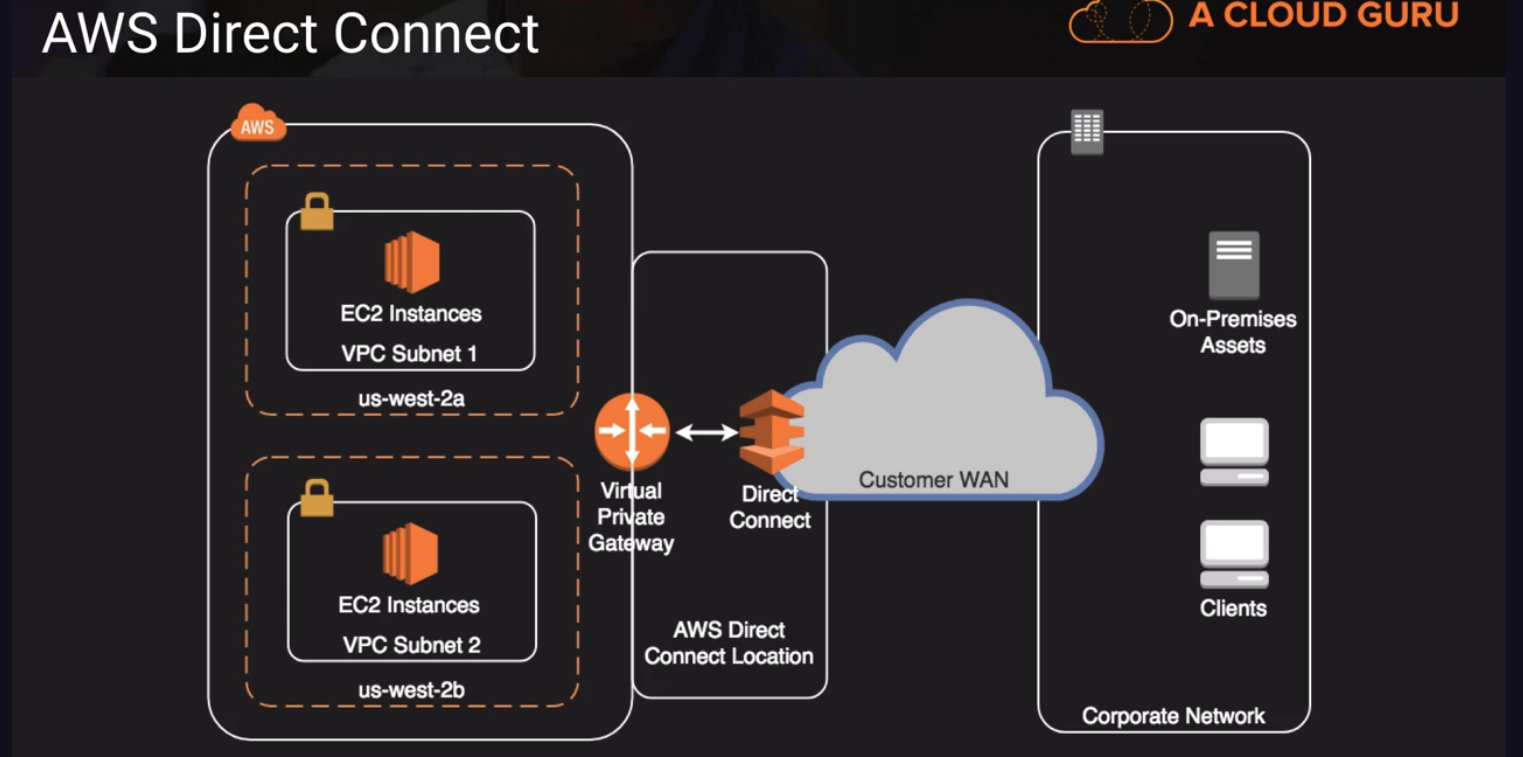 AWS Direct Connect
A CLOUD GURU
AWS
EC2 Instances
VPC Subnet 1
us-west-2a
EC2 Instances
VPC Subnet 2
us-west-2b
Virtual
Private
Gateway
Direct
Connect
AWS Direct
Connect Location
Customer WAN
On-Premises
Assets
Clients
Corporate Network